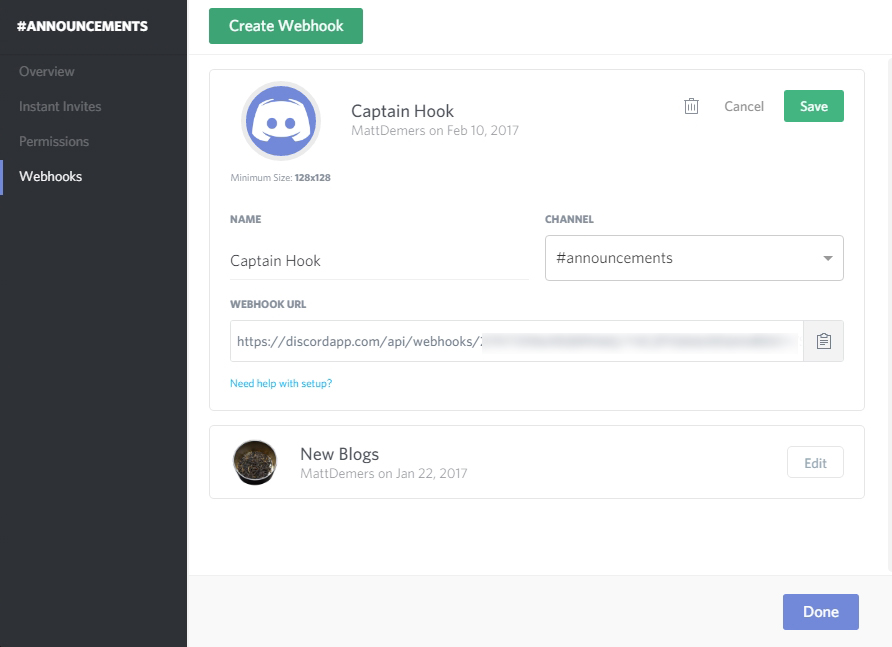 #ANNOUNCEMENTS
Overview
Instant Invites
Permissions
Webhooks
Create Webhook
Captain Hook
MattDemers on Feb 10, 2017
Cancel
Save
Minimum Size: 128x128
NAME
CHANNEL
Captain Hook
#announcements
WEBHOOK URL
https://discordapp.com/api/webhooks/
Need help with setup?
New Blogs
MattDemers on Jan 22, 2017
Edit
Done